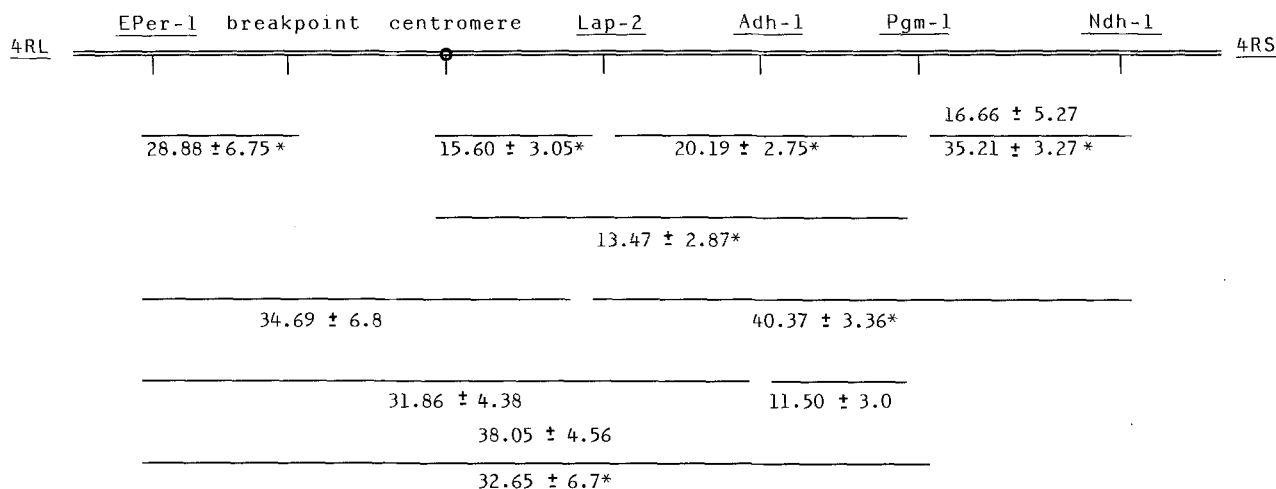 EPer-1 breakpoint centromere Lap-2 Adh-1 Pgm-1 Ndh-1
4RL 4RS
16.66 ± 5.27
28.88 ±6.75 * 15.60 ± 3.05* 20.19 ± 2.75* 35.21 ± 3.27 *
13.47 ± 2.87*
34.69 ± 6.8 40.37 ± 3.36*
31.86 ± 4.38 11.50 ± 3.0
38.05 ± 4.56
32.65 ± 6.7*